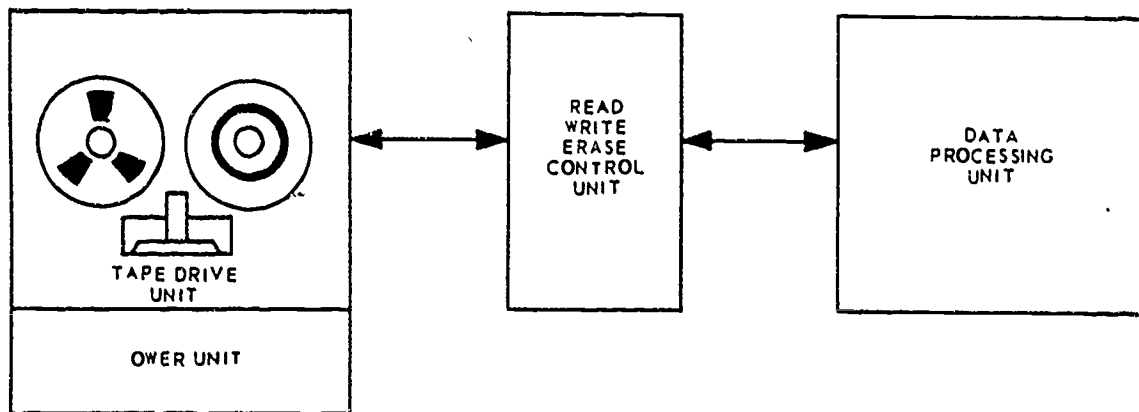 TAPE DRIVE
UNIT
OWER UNIT
READ
WRITE
ERASE
CONTROL
UNIT
DATA
PROCESSING
UNIT